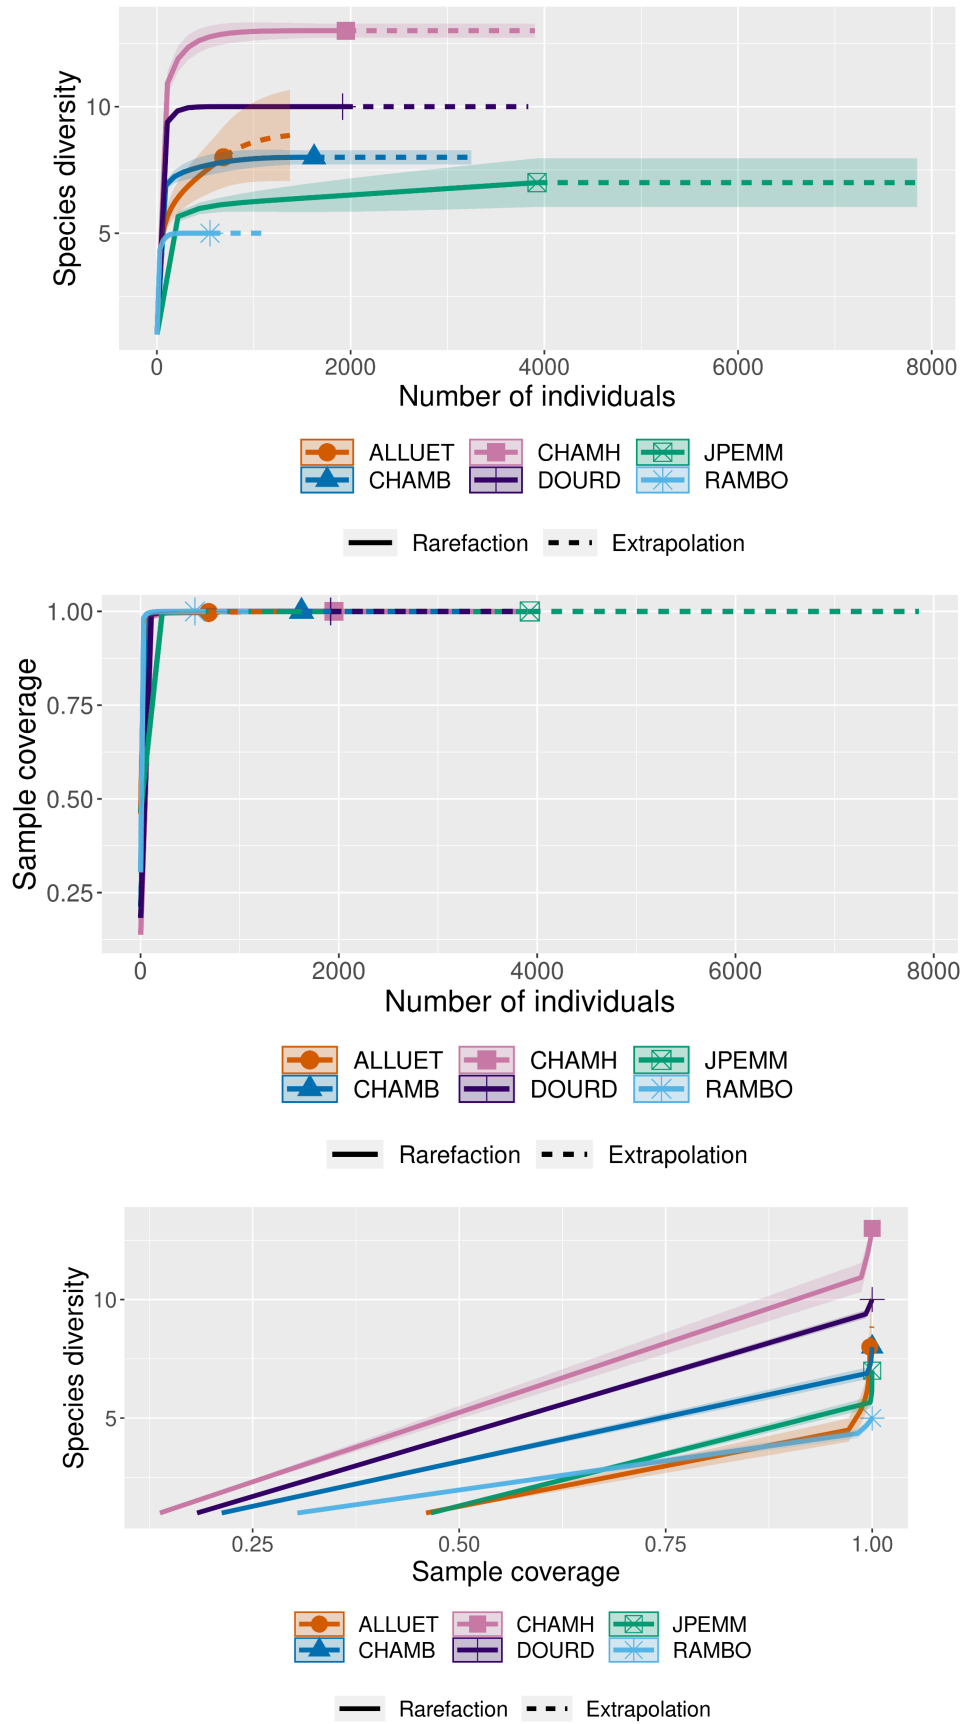 Species diversity
10
5
0 2000 4000 6000 8000
Number of individuals
ALLUET CHAMH JPEMM
CHAMB DOURD RAMBO
Rarefaction Extrapolation
Sample coverage
1.00
0.75
0.50
0.25
0 2000 4000 6000 8000
Number of individuals
ALLUET CHAMH JPEMM
CHAMB DOURD RAMBO
Rarefaction Extrapolation
Species diversity
10
5
0.25 0.50 0.75 1.00
Sample coverage
ALLUET CHAMH JPEMM
CHAMB DOURD RAMBO
Rarefaction Extrapolation